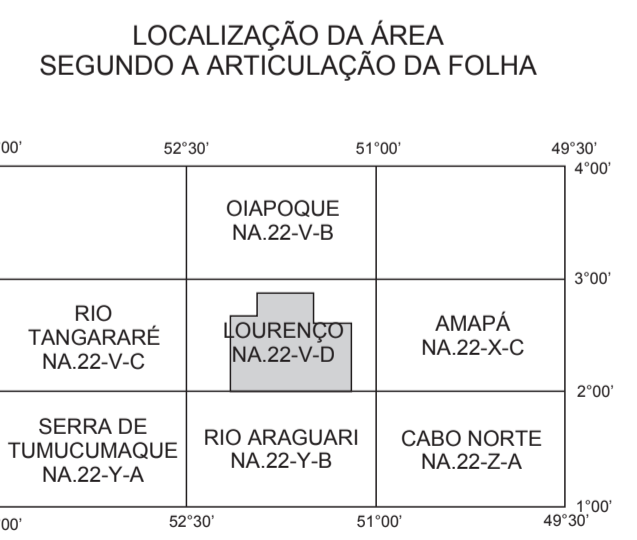 LOCALIZAÇÃO DA ÁREA
SEGUNDO A ARTICULAÇÃO DA FOLHA
00'
52°30'
51°00'
49°30'
4°00'
OIAPOQUE
NA.22-V-B
3°00'
RIO
TANGARARÉ
NA.22-V-C
LOURENÇO
NA.22-V-D
AMAPÁ
NA.22-X-C
2°00'
SERRA DE
TUMUCUMAQUE
NA.22-Y-A
RIO ARAGUARI
NA.22-Y-B
CABO NORTE
NA.22-Z-A
1°00'
00'
52°30'
51°00'
49°30'